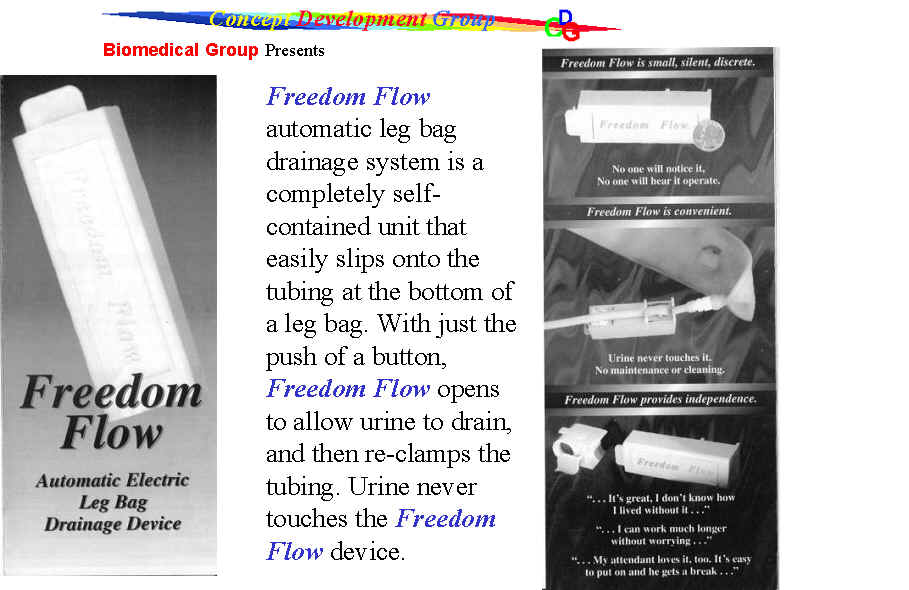 Concept Development Group
CDG
Biomedical Group Presents
Freedom Flow
Freedom
Flow
Automatic Electric
Leg Bag
Drainage Device
Freedom Flow
automatic leg bag
drainage system is a
completely self-
contained unit that
easily slips onto the
tubing at the bottom of
a leg bag. With just the
push of a button,
Freedom Flow opens
to allow urine to drain,
and then re-clamps the
tubing. Urine never
touches the Freedom
Flow device.
Freedom Flow is small, silent, discrete.
Freedom Flow
No one will notice it,
No one will hear it operate.
Freedom Flow is convenient.
Urine never touches it.
No maintenance or cleaning.
Freedom Flow provides independence.
Freedom Flow
“. . . It's great, I don't know how
I lived without it . . .”
“. . . I can work much longer
without worrying . . .”
“. . . My attendant loves it, too. It's easy
to put on and he gets a break . . .”